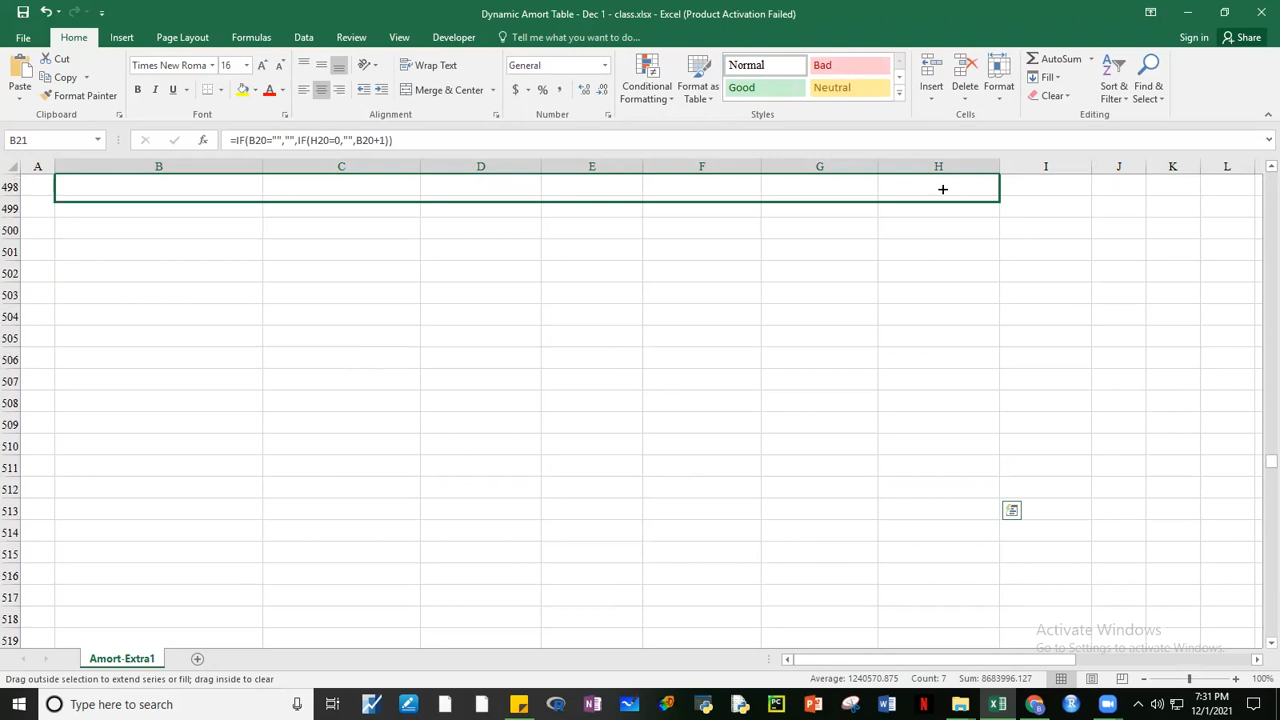 Dynamic Amort Table - Dec 1 - class.xlsx - Excel (Product Activation Failed)
File Home Insert Page Layout Formulas Data Review View Developer Tell me what you want to do... Sign in Share
Cut
Copy
Format Painter
Paste
Clipboard
Times New Roma 16
B I U
Font
Wrap Text
Merge & Center
Alignment
General
$ % ,
Number
Conditional Formatting
Format as Table
Normal Bad
Good Neutral
Styles
Insert Delete Format
Cells
AutoSum
Fill
Clear
Sort & Filter
Find & Select
Editing
B21 fx =IF(B20="","",IF(H20=0,"",B20+1))
A B C D E F G H I J K L
498
499
500
501
502
503
504
505
506
507
508
509
510
511
512
513
514
515
516
517
518
519
Activate Windows
Go to Settings to activate Windows.
Amort-Extra1
Drag outside selection to extend series or fill; drag inside to clear Average: 1240570.875 Count: 7 Sum: 8683996.127 100%
Type here to search
7:31 PM
12/1/2021